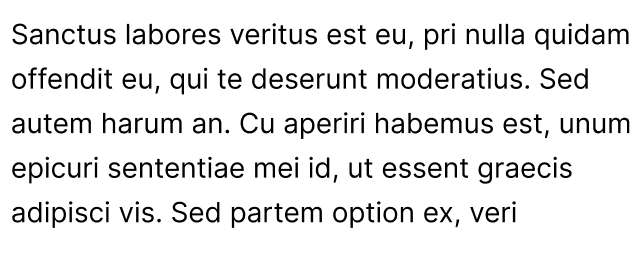 Sanctus labores veritus est eu, pri nulla quidam
offendit eu, qui te deserunt moderatius. Sed
autem harum an. Cu aperiri habemus est, unum
epicuri sententiae mei id, ut essent graecis
adipisci vis. Sed partem option ex, veri